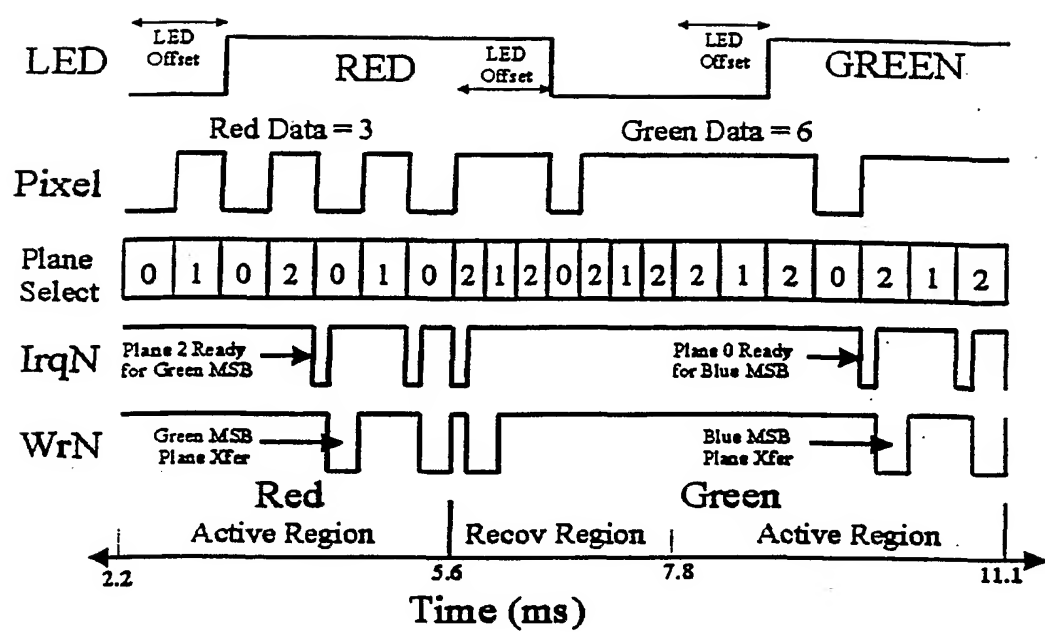 LED
LED Offset
RED
LED Offset
LED Offset
GREEN
Red Data = 3
Green Data = 6
Pixel
Plane Select
0 1 0 2 0 1 0 2 1 2 0 2 1 2 2 1 2 0 2 1 2
IrqN
Plane 2 Ready
for Green MSB
Plane 0 Ready
for Blue MSB
WrN
Green MSB
Plane Xfer
Blue MSB
Plane Xfer
Red
Green
Active Region
Recov Region
Active Region
2.2
5.6
7.8
11.1
Time (ms)